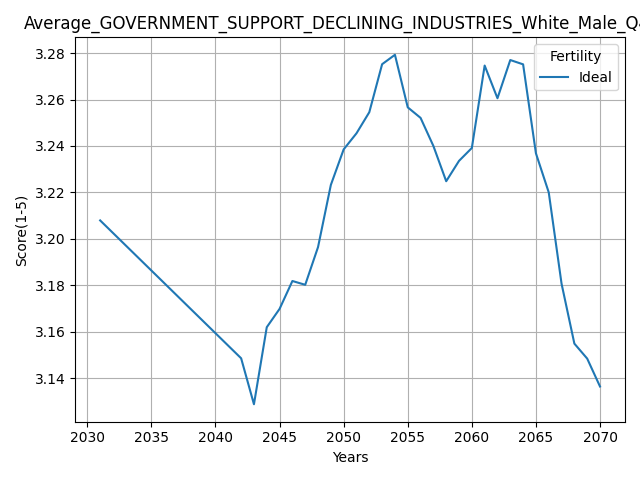 Average_GOVERNMENT_SUPPORT_DECLINING_INDUSTRIES_White_Male_Q
Fertility
Ideal
3.28
3.26
3.24
3.22
3.20
3.18
3.16
3.14
Score(1-5)
2030 2035 2040 2045 2050 2055 2060 2065 2070
Years